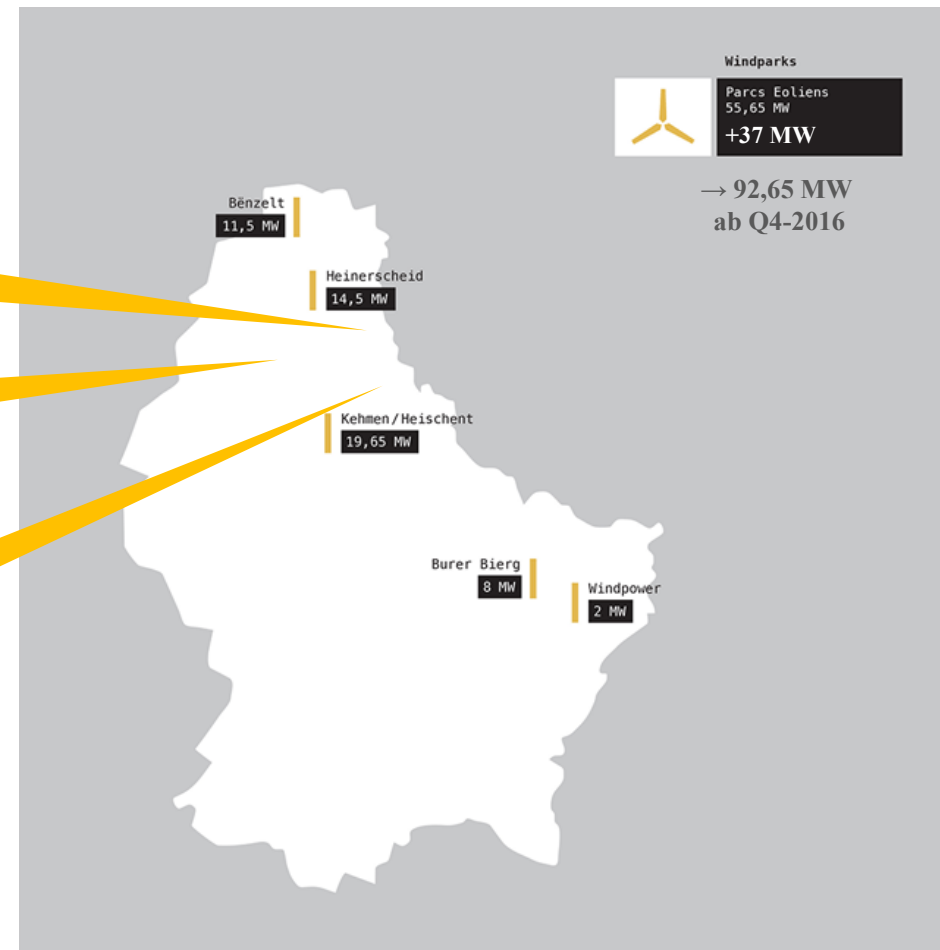 Windparks
Parcs Eoliens
55,65 MW
+37 MW
→ 92,65 MW
ab Q4-2016
Bënzelt
11,5 MW
Heinerscheid
14,5 MW
Kehmen/Heischent
19,65 MW
Burer Bierg
8 MW
Windpower
2 MW